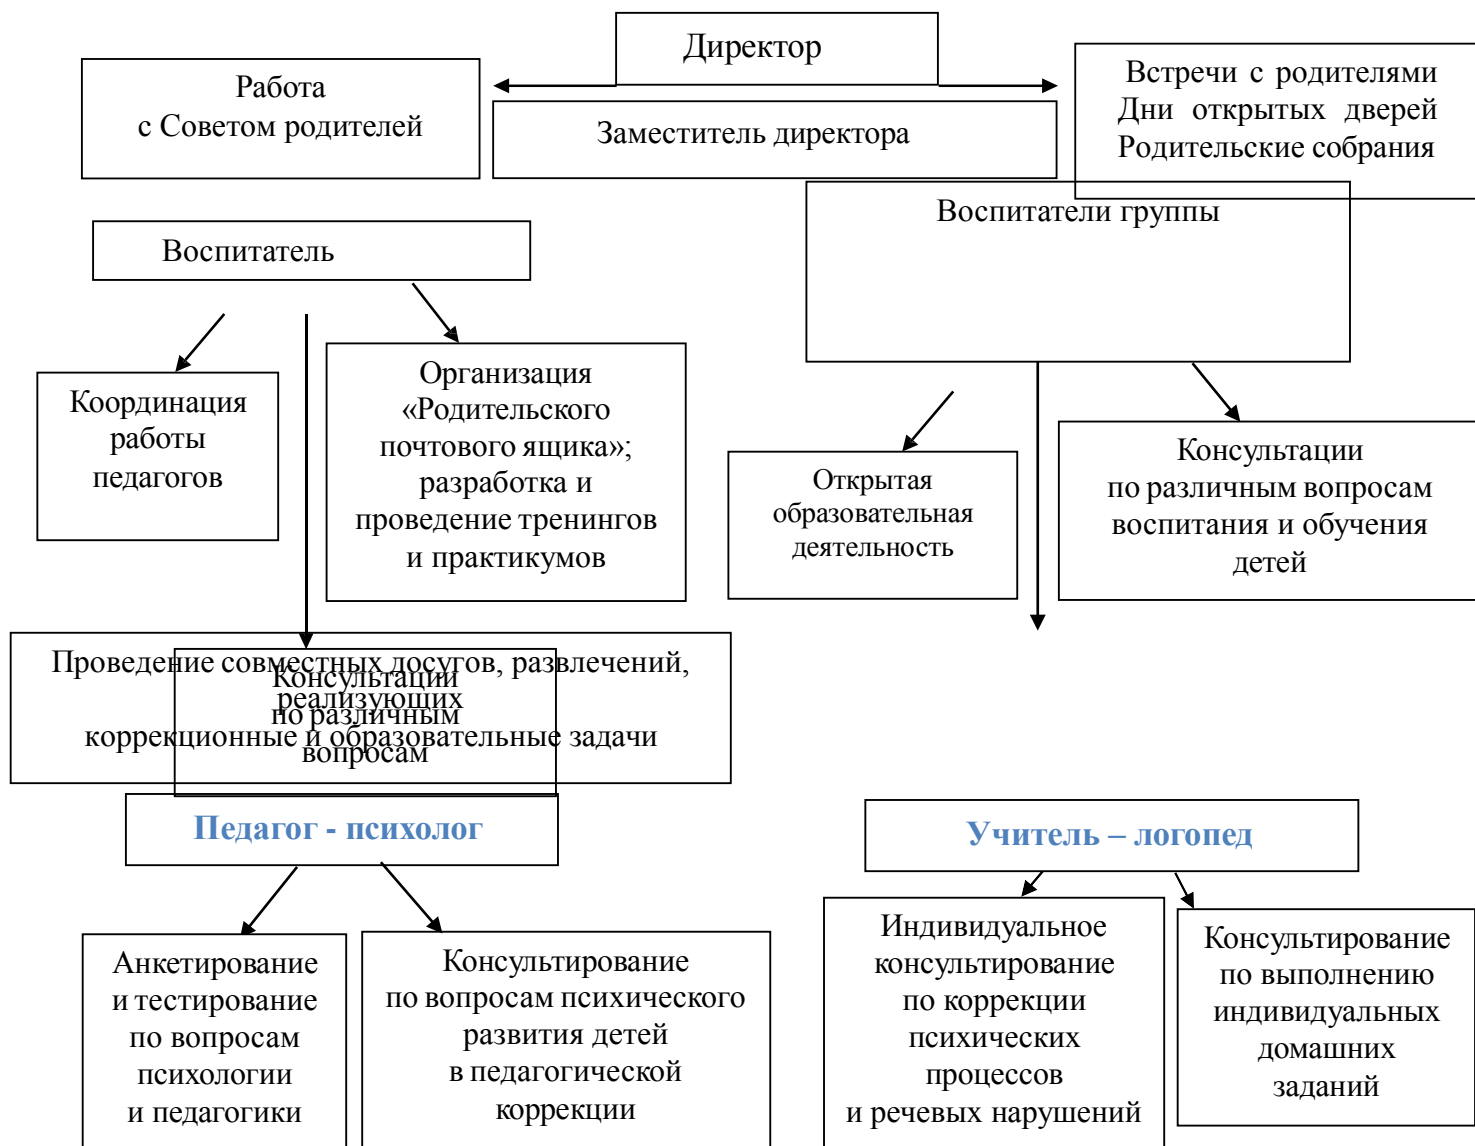 Директор
Работа
с Советом родителей
Заместитель директора
Встречи с родителями
Дни открытых дверей
Родительские собрания
Воспитатель
Воспитатели группы
Координация
работы
педагогов
Организация
«Родительского
почтового ящика»;
разработка и
проведение тренингов
и практикумов
Открытая
образовательная
деятельность
Консультации
по различным вопросам
воспитания и обучения
детей
Проведение совместных досугов, развлечений,
реализующих
коррекционные и образовательные задачи
Консультации
по различным
вопросам
Педагог - психолог
Учитель – логопед
Анкетирование
и тестирование
по вопросам
психологии
и педагогики
Консультирование
по вопросам психического
развития детей
в педагогической
коррекции
Индивидуальное
консультирование
по коррекции
психических
процессов
и речевых нарушений
Консультирование
по выполнению
индивидуальных
домашних
заданий